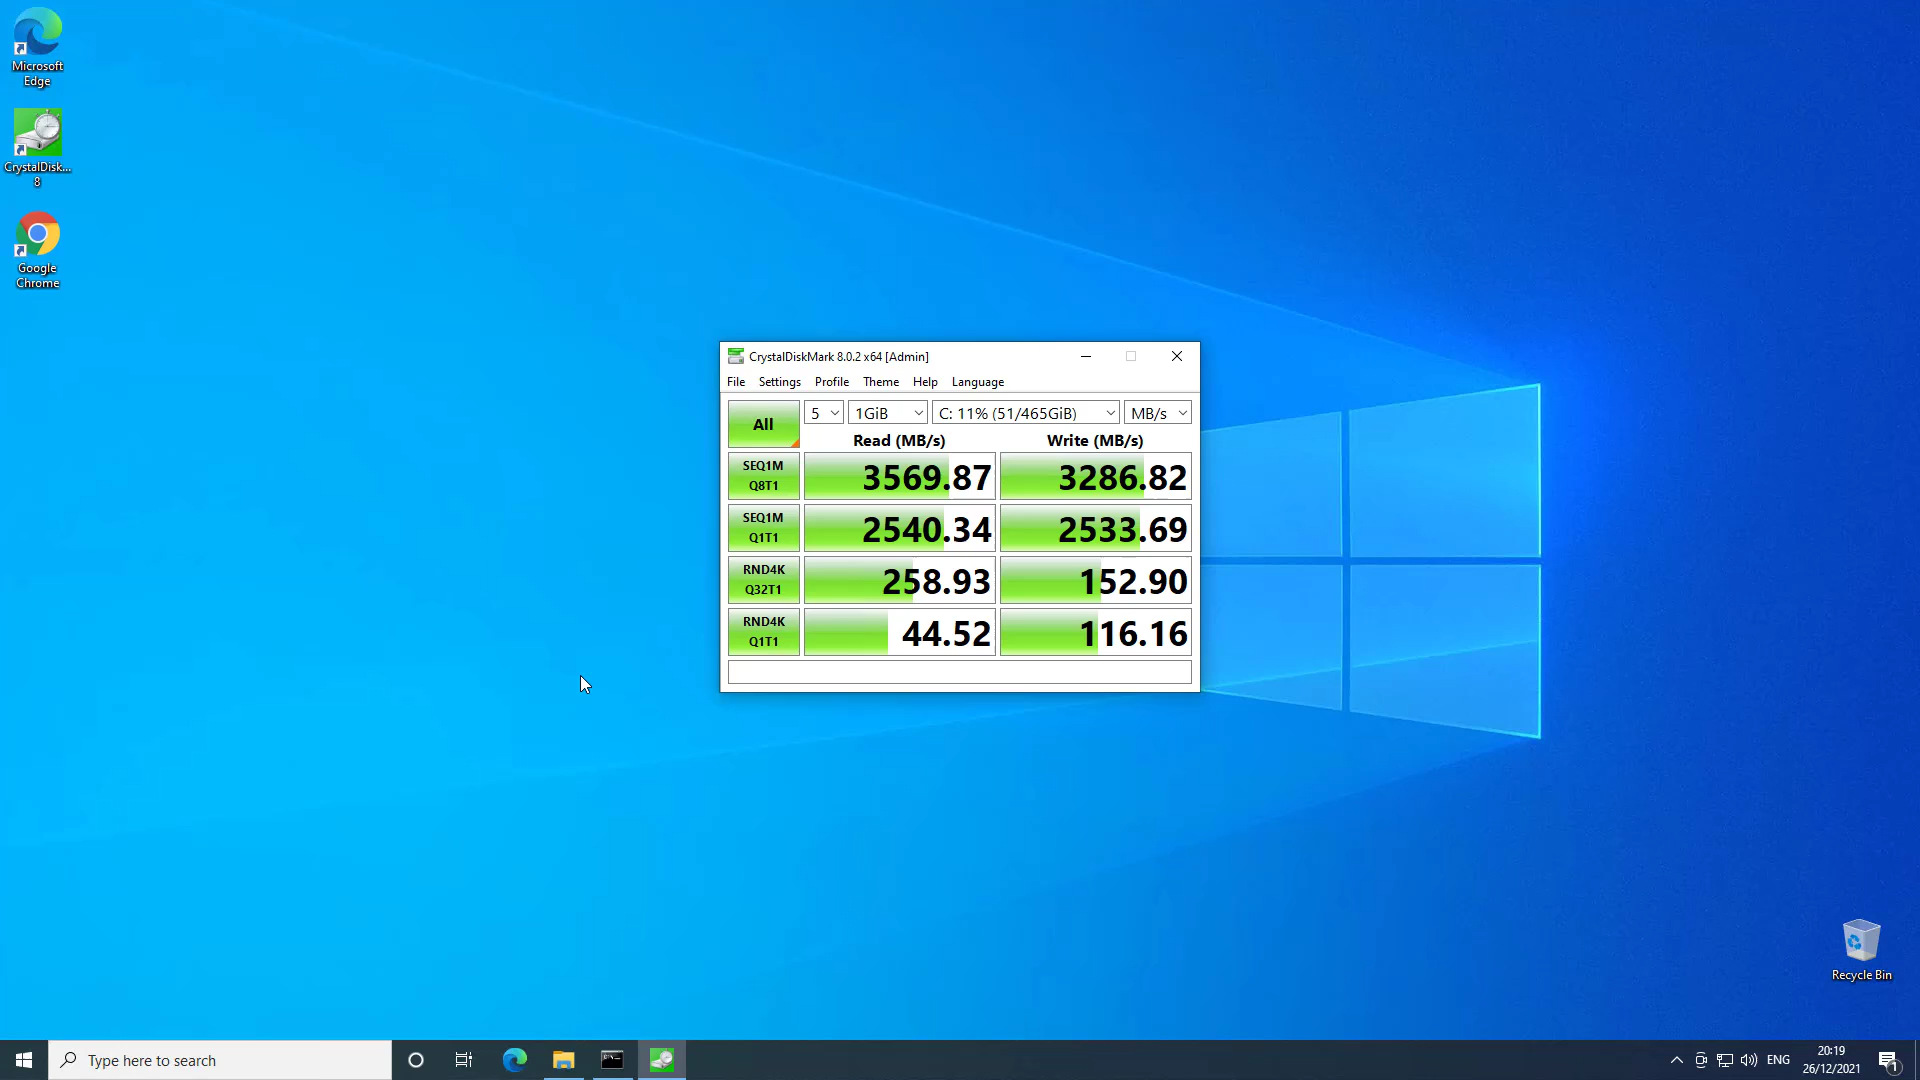 Microsoft
Edge
CrystalDisk...
8
Google
Chrome
CrystalDiskMark 8.0.2 x64 [Admin]
File Settings Profile Theme Help Language
All
5 1GiB C: 11% (51/465GiB) MB/s
Read (MB/s) Write (MB/s)
SEQ1M
Q8T1
3569.87 3286.82
SEQ1M
Q1T1
2540.34 2533.69
RND4K
Q32T1
258.93 152.90
RND4K
Q1T1
44.52 116.16
Recycle Bin
Type here to search
ENG
20:19
26/12/2021
1